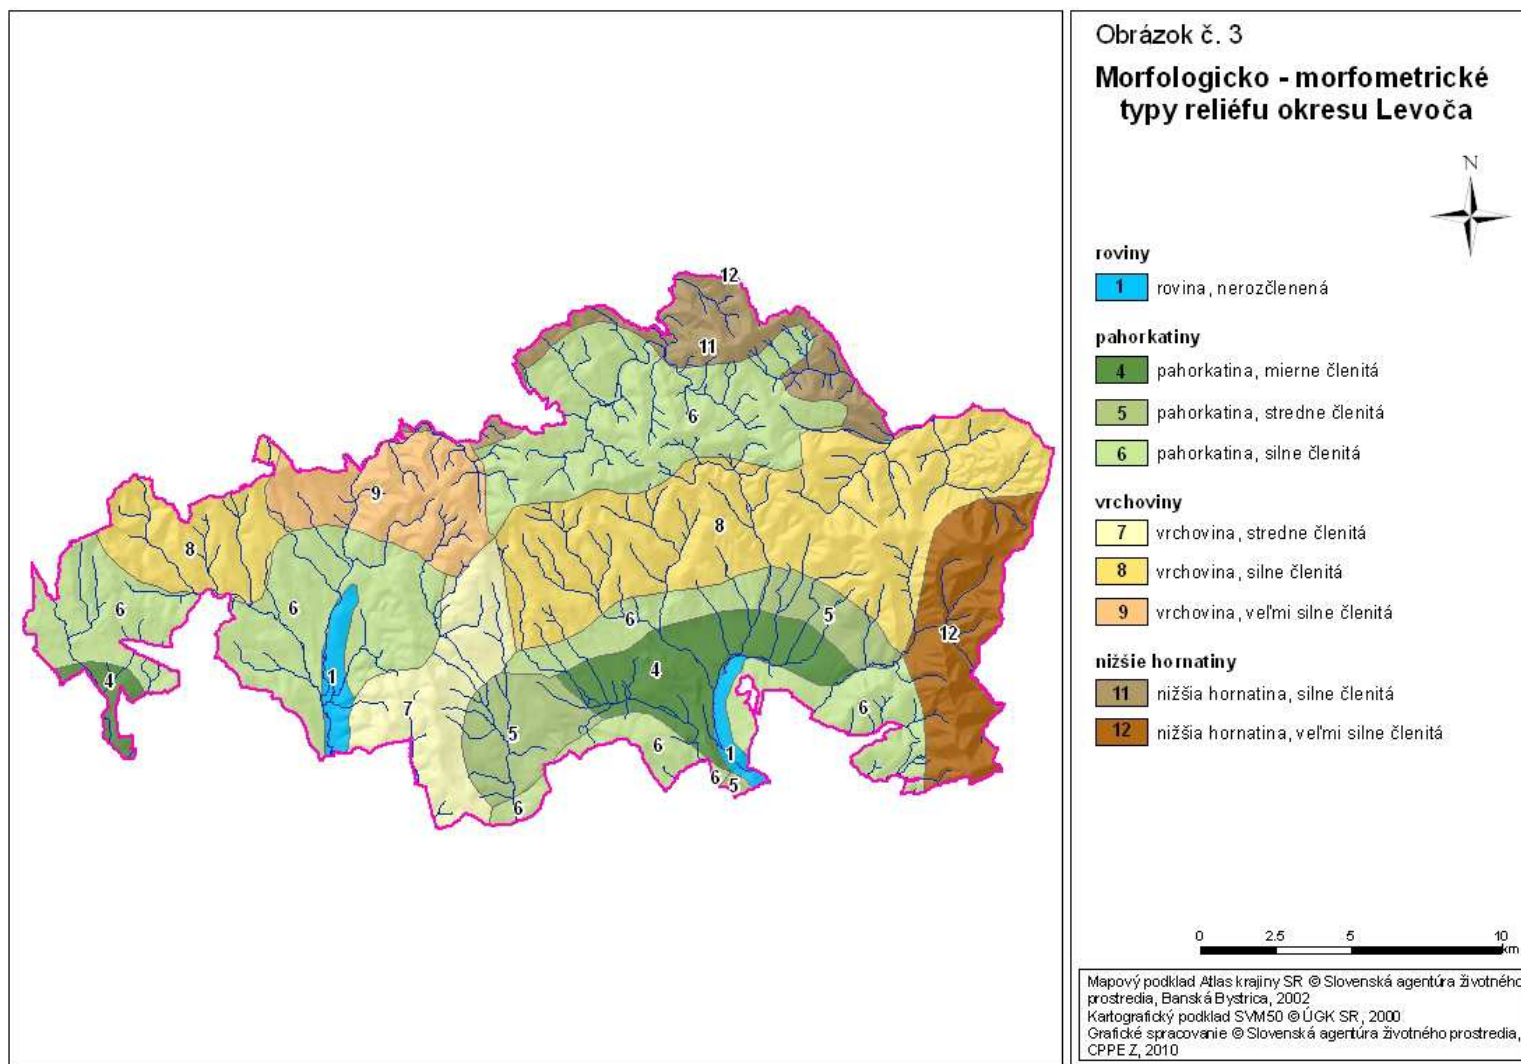 Obrázok č. 3
Morfologicko - morfometrické
typy reliéfu okresu Levoča
N
roviny
1 rovina, nerozčlenená
pahorkatiny
4 pahorkatina, mierne členitá
5 pahorkatina, stredne členitá
6 pahorkatina, silne členitá
vrchoviny
7 vrchovina, stredne členitá
8 vrchovina, silne členitá
9 vrchovina, veľmi silne členitá
nižšie hornatiny
11 nižšia hornatina, silne členitá
12 nižšia hornatina, veľmi silne členitá
0 2.5 5 10
km
Mapový podklad Atlas krajiny SR © Slovenská agentúra životného
prostredia, Banská Bystrica, 2002
Kartografický podklad SVM50 © ÚGK SR, 2000
Grafické spracovanie © Slovenská agentúra životného prostredia,
CPPEZ, 2010
12
11
6
9
8
8
6
6
6
5
12
4
4
1
7
6
5
6
1
6
5
6